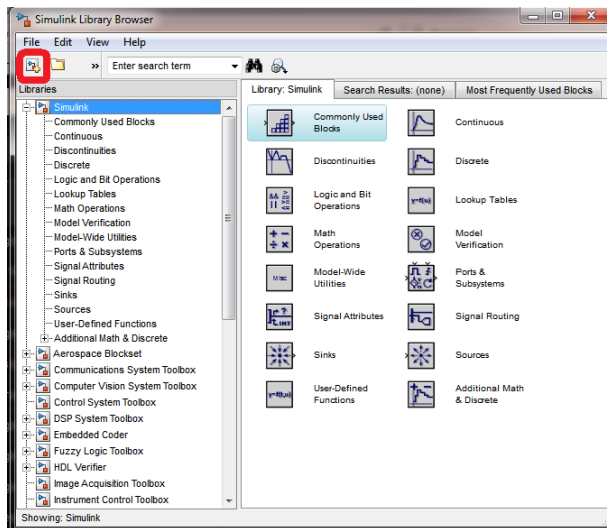 Simulink Library Browser
File Edit View Help
» Enter search term
Libraries
Library: Simulink Search Results: (none) Most Frequently Used Blocks
Simulink
Commonly Used Blocks
Continuous
Discontinuities
Discrete
Logic and Bit Operations
Lookup Tables
Math Operations
Model Verification
Model-Wide Utilities
Ports & Subsystems
Signal Attributes
Signal Routing
Sinks
Sources
User-Defined Functions
Additional Math & Discrete
Aerospace Blockset
Communications System Toolbox
Computer Vision System Toolbox
Control System Toolbox
DSP System Toolbox
Embedded Coder
Fuzzy Logic Toolbox
HDL Verifier
Image Acquisition Toolbox
Instrument Control Toolbox
Commonly Used
Blocks
Continuous
Discontinuities
Discrete
Logic and Bit
Operations
Lookup Tables
Math
Operations
Model
Verification
Misc
Model-Wide
Utilities
Ports &
Subsystems
Signal Attributes
Signal Routing
Sinks
Sources
User-Defined
Functions
Additional Math
& Discrete
Showing: Simulink